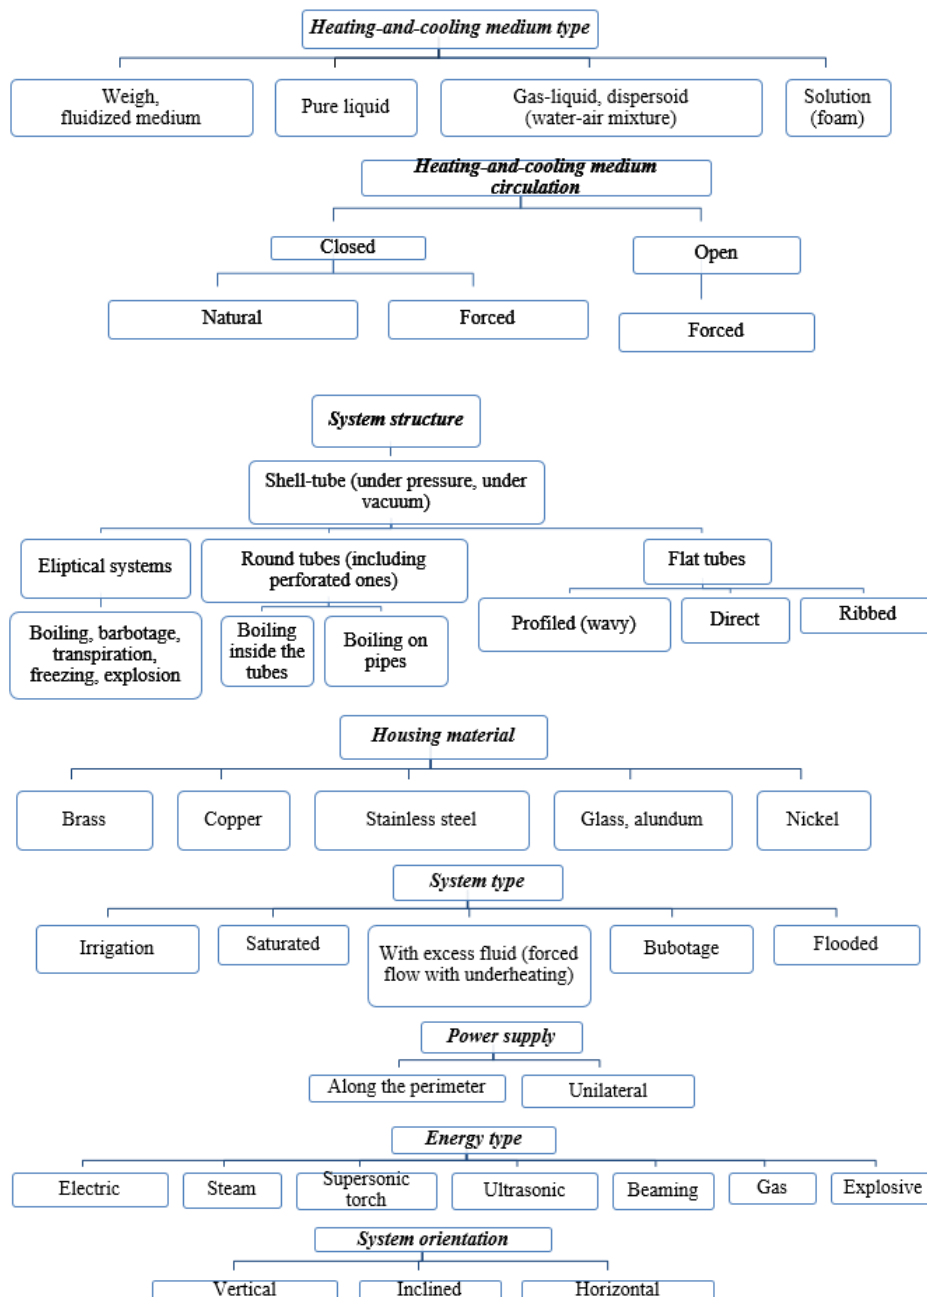 Heating-and-cooling medium type
Weigh,
fluidized medium
Pure liquid
Gas-liquid, dispersoid
(water-air mixture)
Solution
(foam)
Heating-and-cooling medium
circulation
Closed
Open
Natural
Forced
Forced
System structure
Shell-tube (under pressure, under
vacuum)
Eliptical systems
Round tubes (including
perforated ones)
Flat tubes
Boiling, barbotage,
transpiration,
freezing, explosion
Boiling
inside the
tubes
Boiling on
pipes
Profiled (wavy)
Direct
Ribbed
Housing material
Brass
Copper
Stainless steel
Glass, alundum
Nickel
System type
Irrigation
Saturated
With excess fluid (forced
flow with underheating)
Bubotage
Flooded
Power supply
Along the perimeter
Unilateral
Energy type
Electric
Steam
Supersonic
torch
Ultrasonic
Beaming
Gas
Explosive
System orientation
Vertical
Inclined
Horizontal